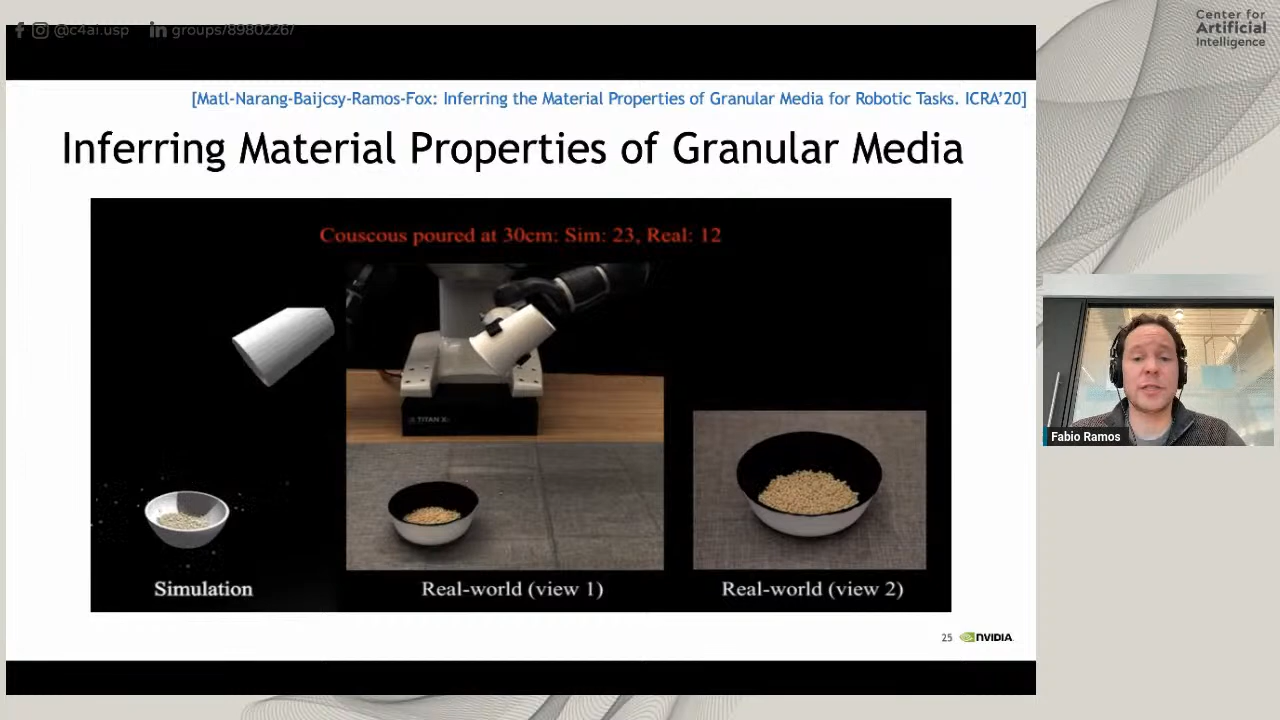 @c4ai.usp
groups/8980226/
Center for
Artificial
Intelligence
[Matl-Narang-Baijcsy-Ramos-Fox: Inferring the Material Properties of Granular Media for Robotic Tasks. ICRA'20]
Inferring Material Properties of Granular Media
Couscous poured at 30cm: Sim: 23, Real: 12
TITAN X
Simulation
Real-world (view 1)
Real-world (view 2)
25
NVIDIA
Fabio Ramos